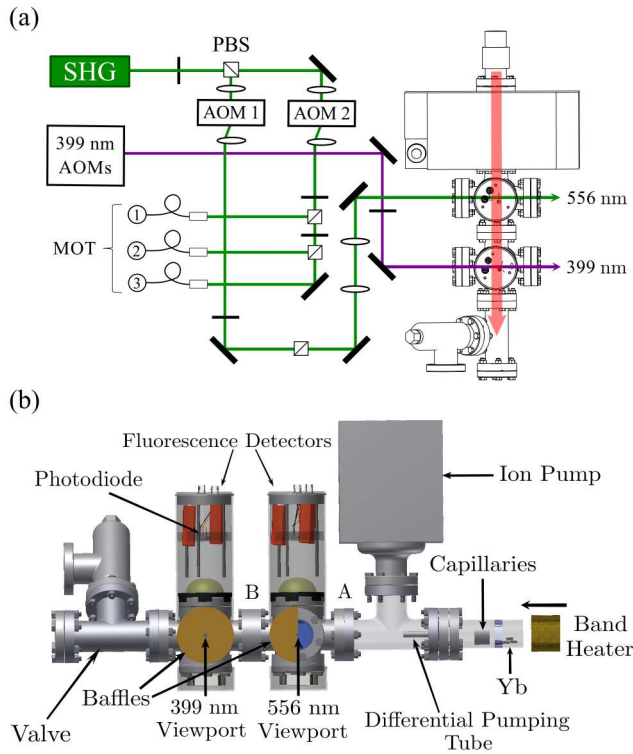 (a)
PBS
SHG
AOM 1
AOM 2
399 nm
AOMs
556 nm
1
MOT
2
399 nm
3
(b)
Fluorescence Detectors
Photodiode
Ion Pump
Capillaries
B
A
Band
Heater
Baffles
Yb
399 nm
Viewport
556 nm
Viewport
Valve
Differential Pumping
Tube